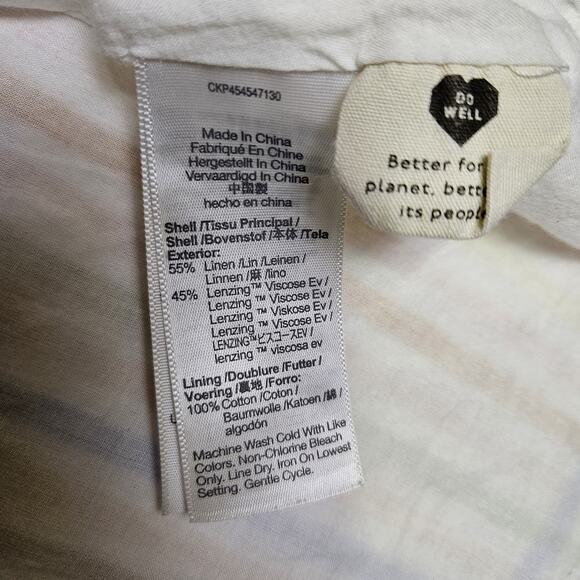 CKP454547130
Made In China
Fabriqué En Chine
Hergestellt In China
Vervaardigd In China
中国製
hecho en china
Shell /Tissu Principal /
Shell /Bovenstof /本体 /Tela
Exterior:
55% Linen /Lin /Leinen /
Linnen /麻 /lino
45% Lenzing ™ Viscose Ev /
Lenzing ™ Viscose Ev /
Lenzing ™ Viskose Ev /
Lenzing ™ Viscose Ev /
LENZING™ビスコースEV /
lenzing ™ viscosa ev
Lining /Doublure /Futter /
Voering /裏地 /Forro:
100% Cotton /Coton /
Baumwolle /Katoen /綿 /
algodón
Machine Wash Cold With Like
Colors. Non-Chlorine Bleach
Only. Line Dry. Iron On Lowest
Setting. Gentle Cycle.
DO
WELL
Better for
planet. bett
its people